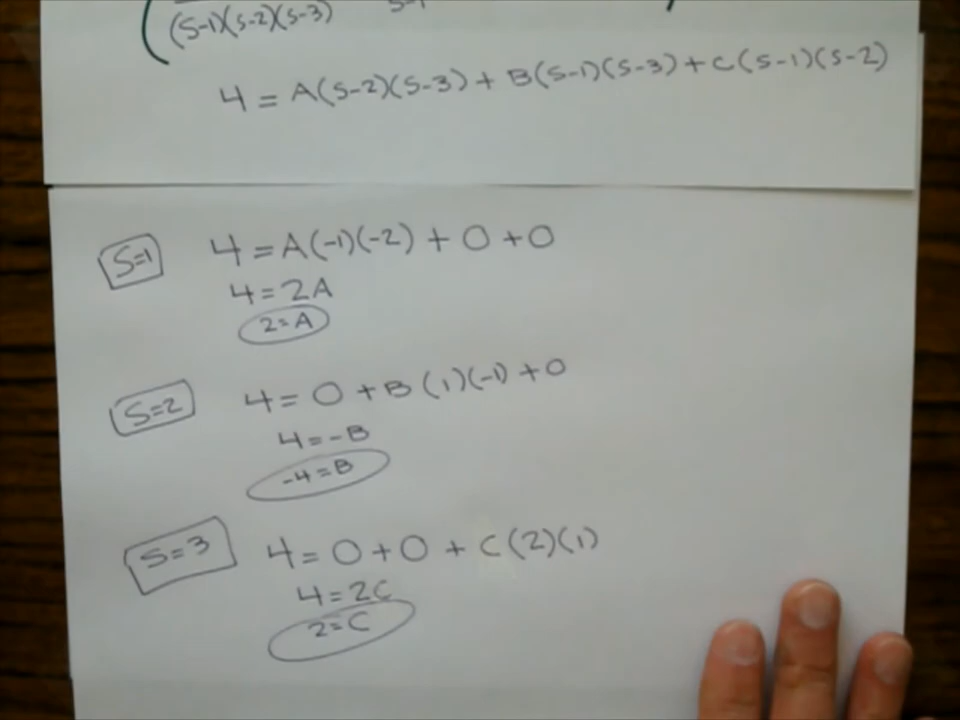 (S-1)(S-2)(S-3) S-1
4 = A(S-2)(S-3) + B(S-1)(S-3) + C(S-1)(S-2)
S=1 4 = A(-1)(-2) + 0 + 0
4 = 2A
2 = A
S=2 4 = 0 + B(1)(-1) + 0
4 = -B
-4 = B
S=3 4 = 0 + 0 + C(2)(1)
4 = 2C
2 = C